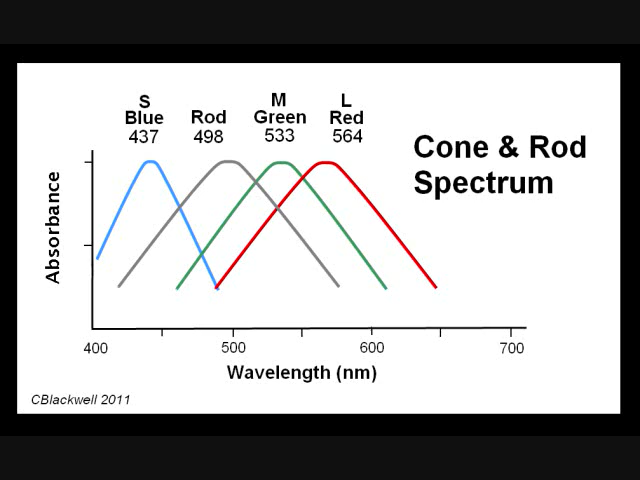 S
Blue
437
Rod
498
M
Green
533
L
Red
564
Cone & Rod
Spectrum
Absorbance
400
500
600
700
Wavelength (nm)
CBlackwell 2011